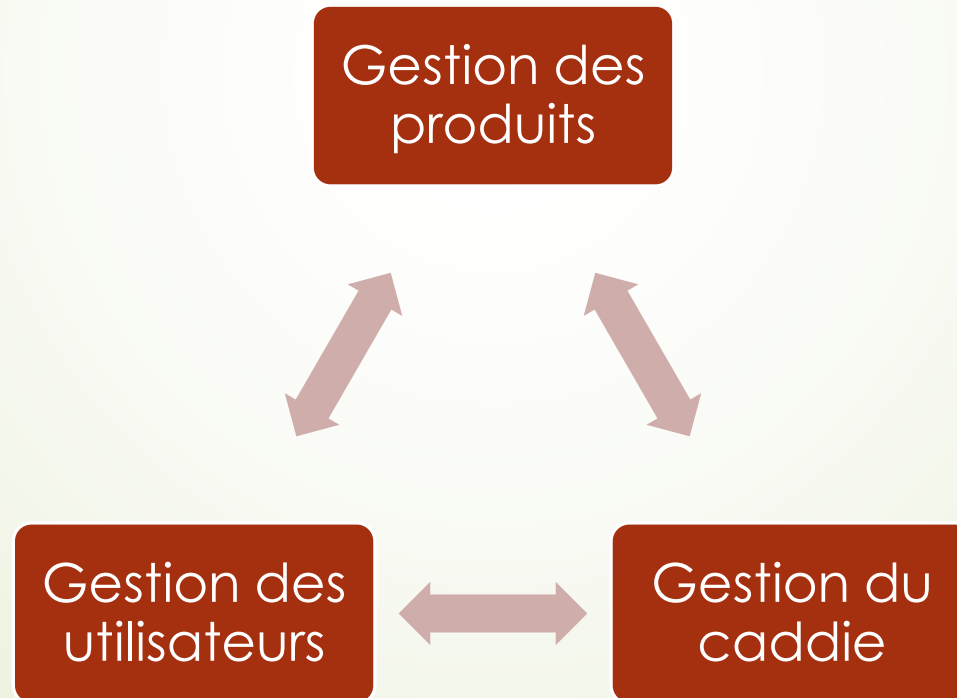 Gestion des
produits
Gestion des
utilisateurs
Gestion du
caddie